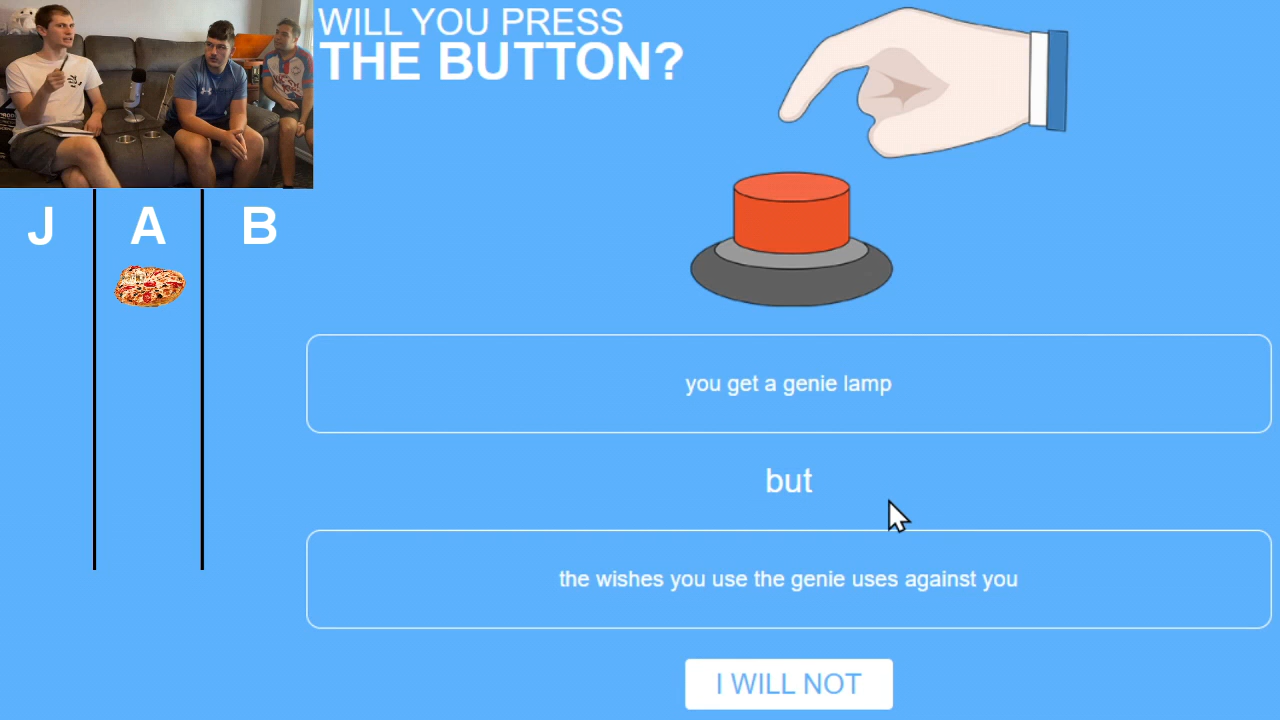 WILL YOU PRESS
THE BUTTON?
J A B
you get a genie lamp
but
the wishes you use the genie uses against you
I WILL NOT